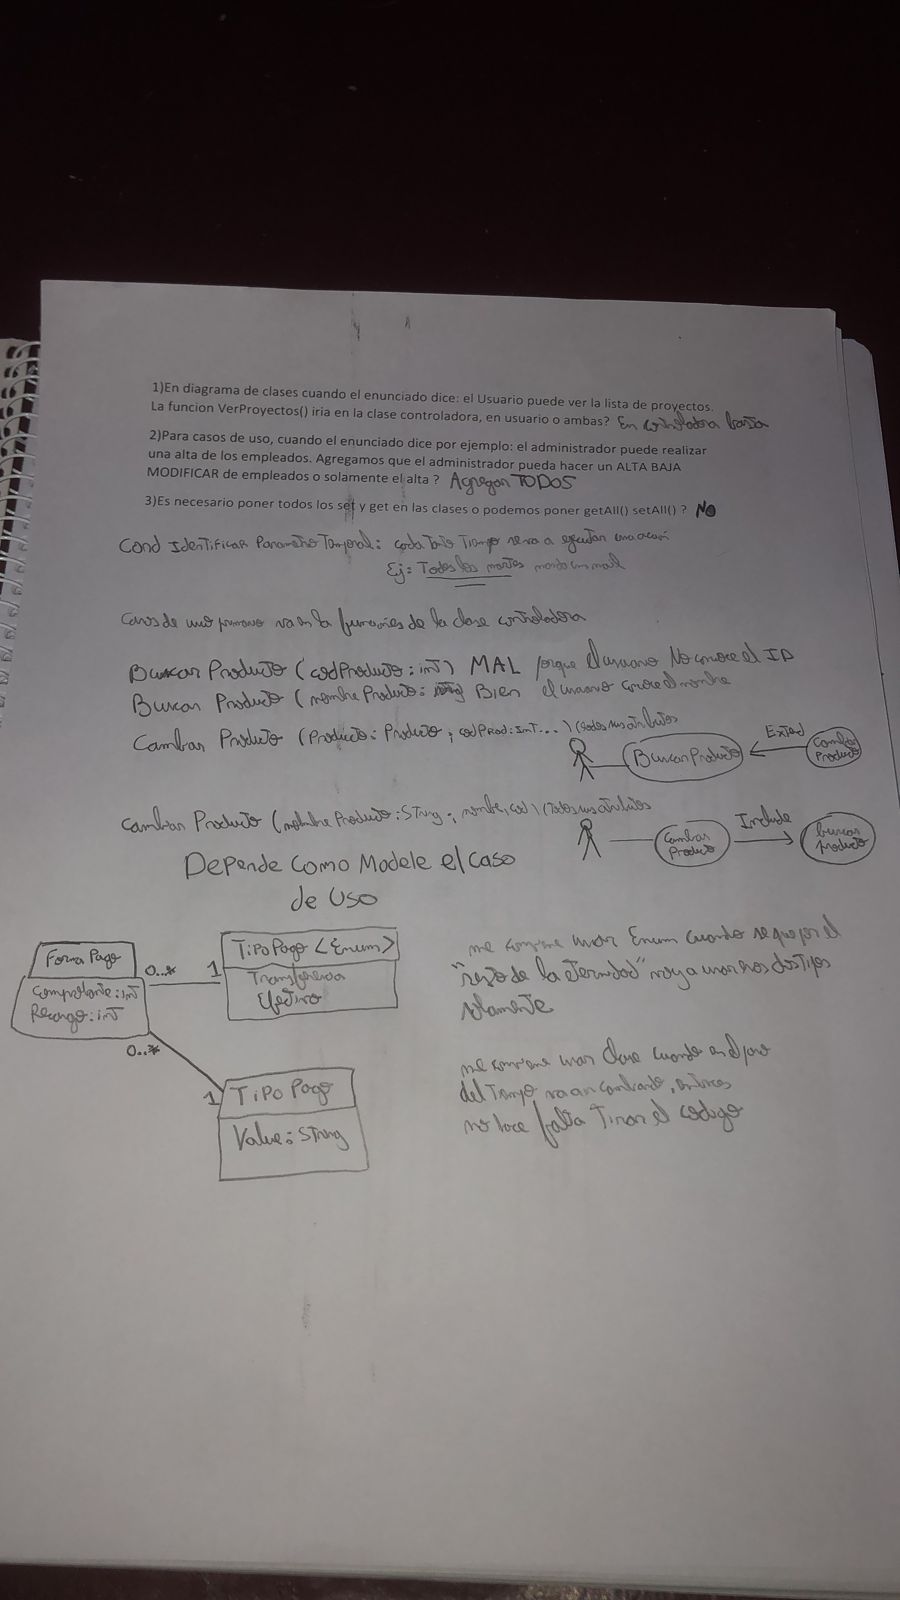 1)En diagrama de clases cuando el enunciado dice: el Usuario puede ver la lista de proyectos.
La funcion VerProyectos() iria en la clase controladora, en usuario o ambas? En controladora basta
2)Para casos de uso, cuando el enunciado dice por ejemplo: el administrador puede realizar
una alta de los empleados. Agregamos que el administrador pueda hacer un ALTA BAJA
MODIFICAR de empleados o solamente el alta ? Agregan TODOS
3)Es necesario poner todos los set y get en las clases o podemos poner getAll() setAll() ? NO
Cond Identificar Parametro Temporal: cada tanto Tiempo se va a ejecutar una acción
Ej: Todos los martes mando un mail
Casos de uso primario va en la funciones de la clase controladora
Buscar Producto (codProducto: int) MAL porque el usuario No conoce el ID
Buscar Producto (nombre Producto: Bien el usuario conoce el nombre
Cambiar Producto (Producto: Producto, codProd: Int...) (todos sus atributos
Buscar Producto
Extend
Cambiar
Producto
cambiar Producto (nombre Producto: String, nombre, cod) (todos sus atributos
Cambiar
Producto
Include
buscar
producto
Depende como Modele el caso
de Uso
Forma Pago
Comprobante: int
Recargo: int
0..*
1
TipoPago <Enum>
Transferencia
Efectivo
me conviene usar Enum cuando se que por el
"resto de la eternidad" voy a usar esos dos tipos
solamente
0..*
1
Tipo Pago
Value: String
me conviene usar clase cuando en el paso
del Tiempo va an cambiando, entonces
no hace falta Tirar el codigo